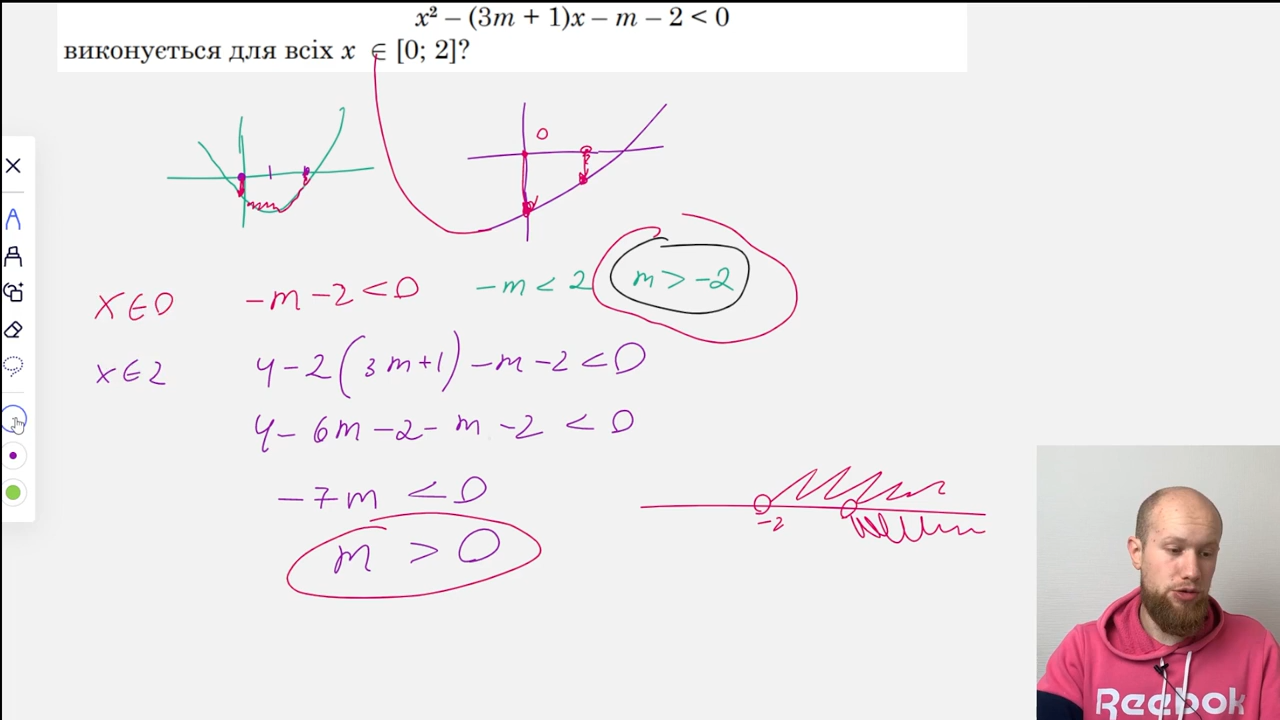 x² – (3m + 1)x – m – 2 < 0
виконується для всіх x ∈ [0; 2]?
0
x ∈ 0 -m - 2 < 0 -m < 2 m > -2
x ∈ 2 4 - 2(3m+1) - m - 2 < 0
4 - 6m - 2 - m - 2 < 0
-7m < 0
-2
m > 0
Reebok